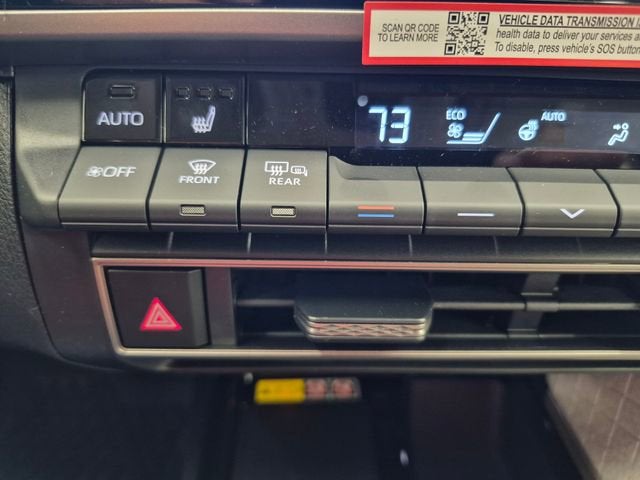 SCAN QR CODE
TO LEARN MORE
VEHICLE DATA TRANSMISSION
health data to deliver your services a
To disable, press vehicle's SOS button
AUTO
73
ECO
AUTO
OFF
FRONT
REAR